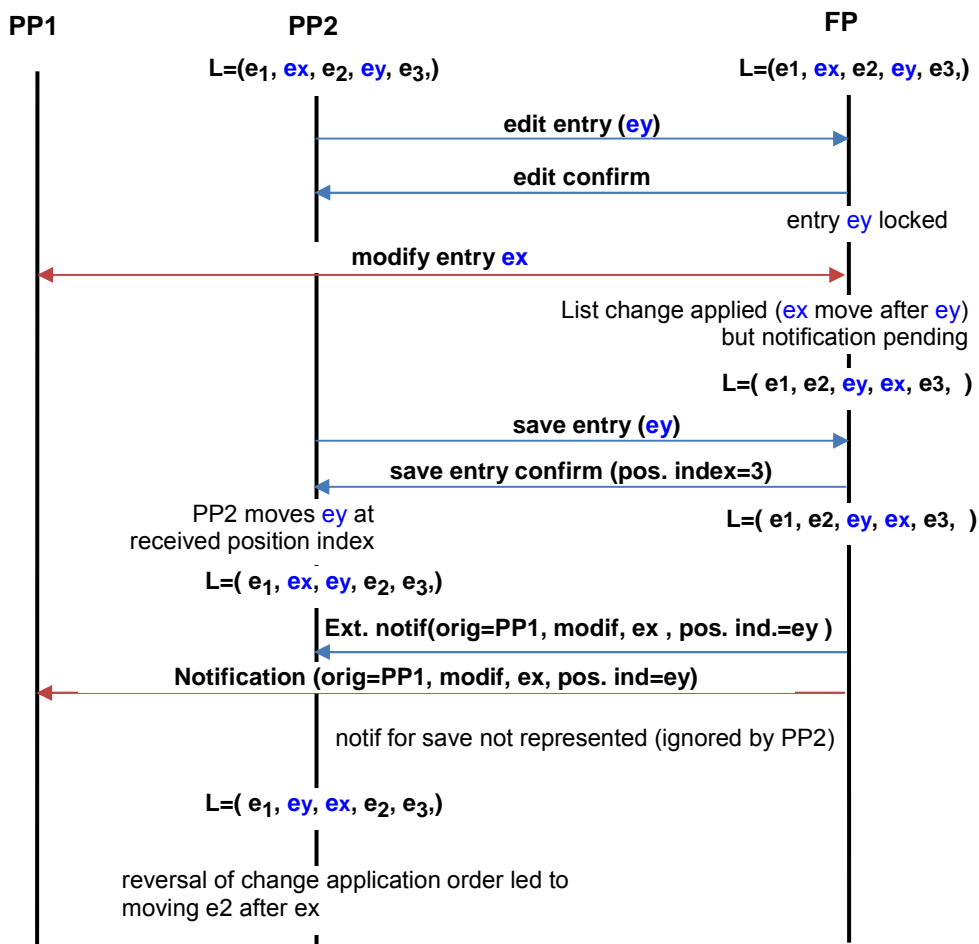 PP1 PP2 FP
L=(e1, ex, e2, ey, e3,) L=(e1, ex, e2, ey, e3,)
edit entry (ey)
edit confirm
entry ey locked
modify entry ex
List change applied (ex move after ey)
but notification pending
L=( e1, e2, ey, ex, e3, )
save entry (ey)
save entry confirm (pos. index=3)
PP2 moves ey at
received position index
L=( e1, e2, ey, ex, e3, )
L=( e1, ex, ey, e2, e3,)
Ext. notif(orig=PP1, modif, ex , pos. ind.=ey )
Notification (orig=PP1, modif, ex, pos. ind=ey)
notif for save not represented (ignored by PP2)
L=( e1, ey, ex, e2, e3,)
reversal of change application order led to
moving e2 after ex